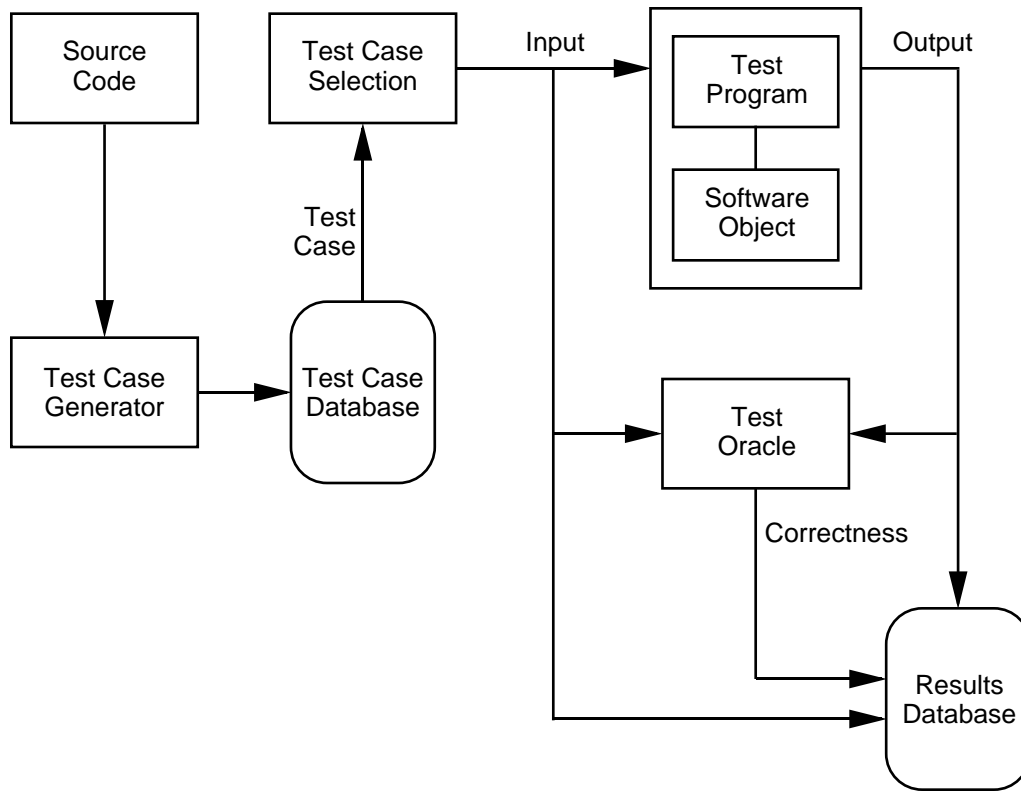 Source
Code
Test Case
Selection
Input
Test
Program
Output
Software
Object
Test
Case
Test Case
Generator
Test Case
Database
Test
Oracle
Correctness
Results
Database